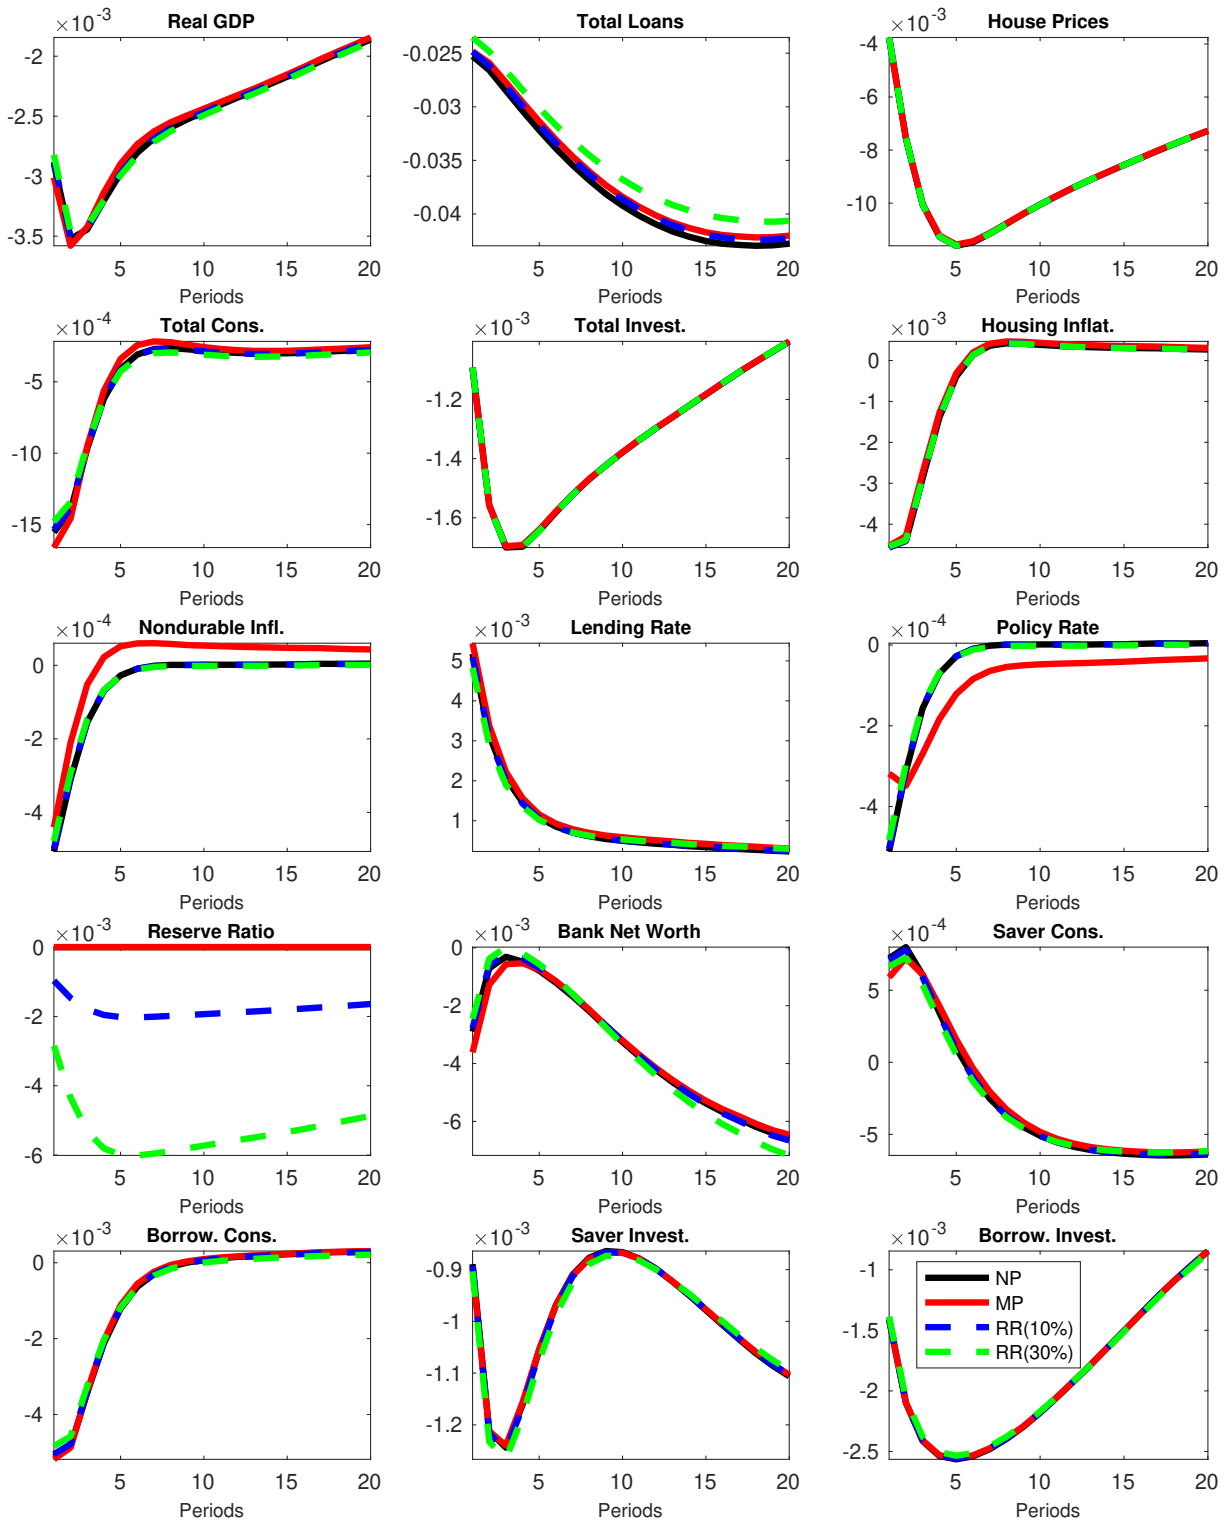 Real GDP
×10-3
-2
-2.5
-3
-3.5
5 10 15 20
Periods
Total Loans
-0.025
-0.03
-0.035
-0.04
5 10 15 20
Periods
House Prices
×10-3
-4
-6
-8
-10
5 10 15 20
Periods
Total Cons.
×10-4
-5
-10
-15
5 10 15 20
Periods
Total Invest.
×10-3
-1.2
-1.4
-1.6
5 10 15 20
Periods
Housing Inflat.
×10-3
0
-1
-2
-3
-4
5 10 15 20
Periods
Nondurable Infl.
×10-4
0
-2
-4
5 10 15 20
Periods
Lending Rate
×10-3
5
4
3
2
1
5 10 15 20
Periods
Policy Rate
×10-4
0
-2
-4
5 10 15 20
Periods
Reserve Ratio
×10-3
0
-2
-4
-6
5 10 15 20
Periods
Bank Net Worth
×10-3
0
-2
-4
-6
5 10 15 20
Periods
Saver Cons.
×10-4
5
0
-5
5 10 15 20
Periods
Borrow. Cons.
×10-3
0
-2
-4
5 10 15 20
Periods
Saver Invest.
×10-3
-0.9
-1
-1.1
-1.2
5 10 15 20
Periods
Borrow. Invest.
×10-3
-1
-1.5
-2
-2.5
NP
MP
RR(10%)
RR(30%)
5 10 15 20
Periods